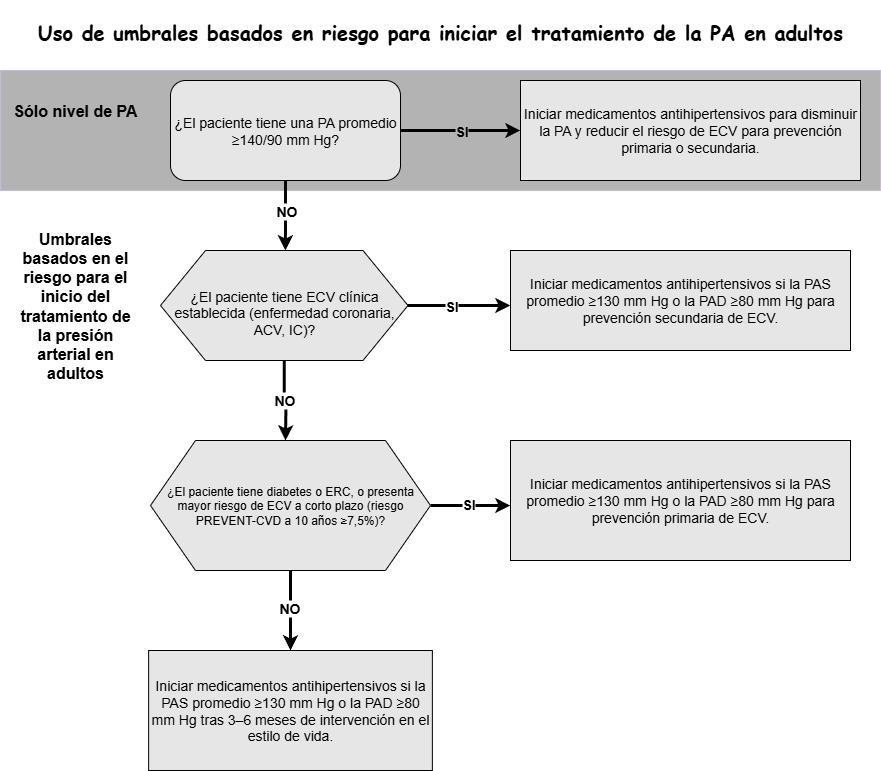 Uso de umbrales basados en riesgo para iniciar el tratamiento de la PA en adultos
Sólo nivel de PA
¿El paciente tiene una PA promedio
≥140/90 mm Hg?
SI
Iniciar medicamentos antihipertensivos para disminuir
la PA y reducir el riesgo de ECV para prevención
primaria o secundaria.
NO
Umbrales
basados en el
riesgo para el
inicio del
tratamiento de
la presión
arterial en
adultos
¿El paciente tiene ECV clínica
establecida (enfermedad coronaria,
ACV, IC)?
SI
Iniciar medicamentos antihipertensivos si la PAS
promedio ≥130 mm Hg o la PAD ≥80 mm Hg para
prevención secundaria de ECV.
NO
¿El paciente tiene diabetes o ERC, o presenta
mayor riesgo de ECV a corto plazo (riesgo
PREVENT-CVD a 10 años ≥7,5%)?
SI
Iniciar medicamentos antihipertensivos si la PAS
promedio ≥130 mm Hg o la PAD ≥80 mm Hg para
prevención primaria de ECV.
NO
Iniciar medicamentos antihipertensivos si la
PAS promedio ≥130 mm Hg o la PAD ≥80
mm Hg tras 3–6 meses de intervención en el
estilo de vida.